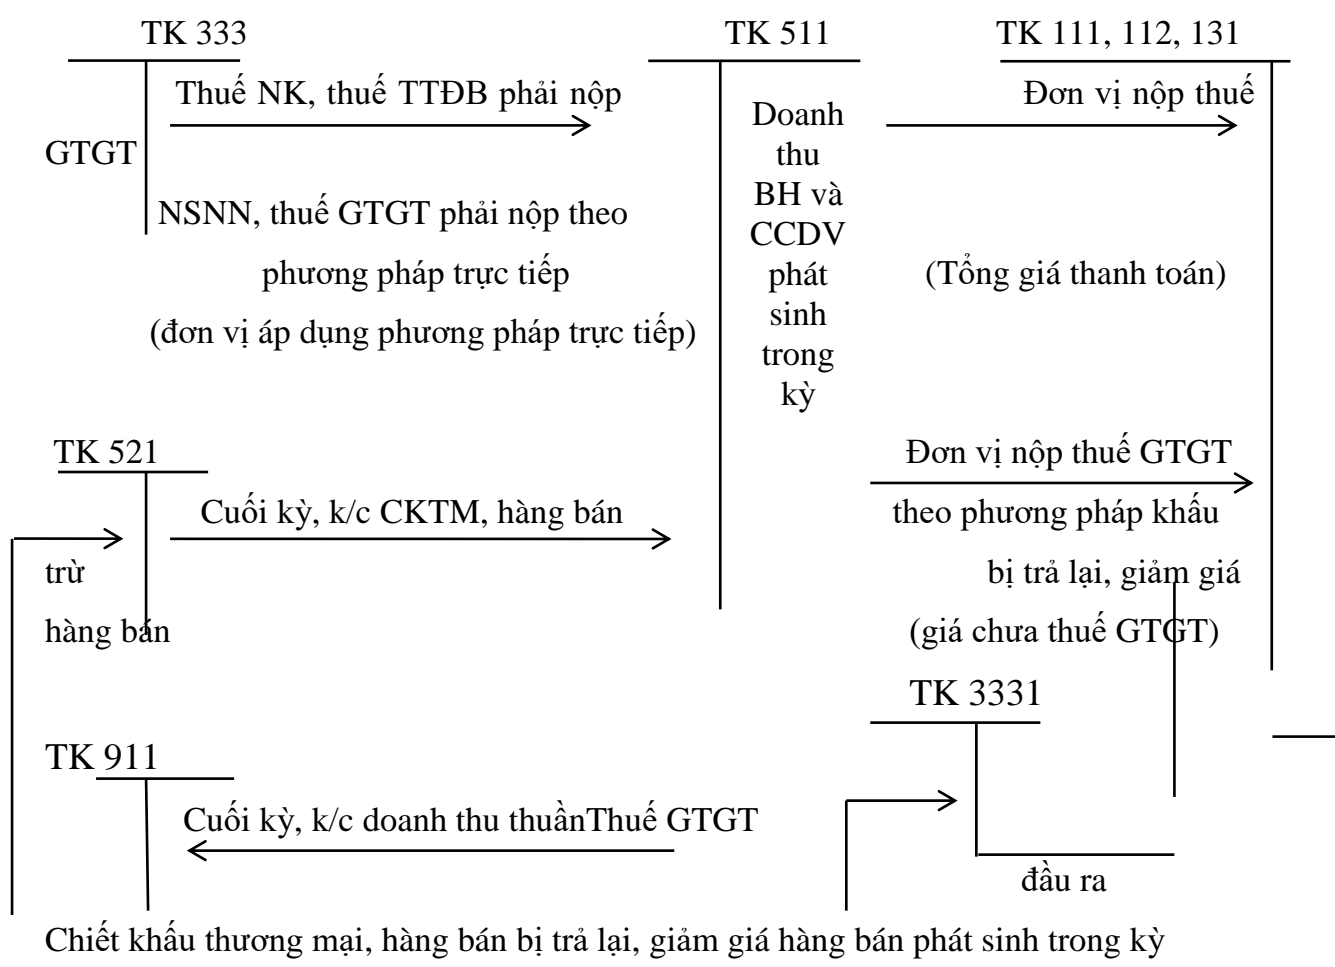 TK 333 TK 511 TK 111, 112, 131
Thuế NK, thuế TTĐB phải nộp Đơn vị nộp thuế
GTGT
NSNN, thuế GTGT phải nộp theo
phương pháp trực tiếp (Tổng giá thanh toán)
(đơn vị áp dụng phương pháp trực tiếp)
Doanh
thu
BH và
CCDV
phát
sinh
trong
kỳ
TK 521 Đơn vị nộp thuế GTGT
Cuối kỳ, k/c CKTM, hàng bán theo phương pháp khấu
trừ bị trả lại, giảm giá
hàng bán (giá chưa thuế GTGT)
TK 3331
TK 911
Cuối kỳ, k/c doanh thu thuầnThuế GTGT
đầu ra
Chiết khấu thương mại, hàng bán bị trả lại, giảm giá hàng bán phát sinh trong kỳ